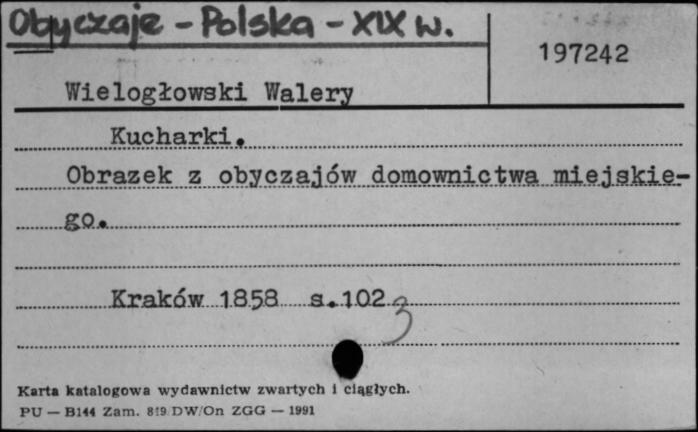 Obyczaje - Polska - XIX w.
197242
Wielogłowski Walery
Kucharki.
Obrazek z obyczajów domownictwa miejskie-
go.
Kraków 1858 s.102
3
Karta katalogowa wydawnictw zwartych i ciągłych.
PU — B144 Zam. 819/DW/On ZGG — 1991